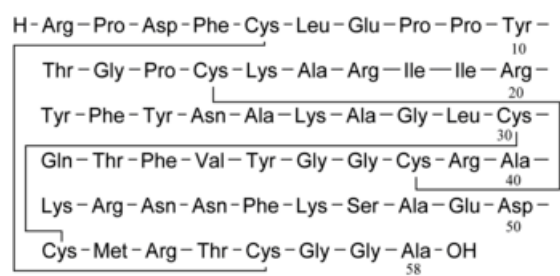 H–Arg–Pro–Asp–Phe–Cys–Leu–Glu–Pro–Pro–Tyr–
10
Thr–Gly–Pro–Cys–Lys–Ala–Arg–Ile–Ile–Arg–
20
Tyr–Phe–Tyr–Asn–Ala–Lys–Ala–Gly–Leu–Cys–
30
Gln–Thr–Phe–Val–Tyr–Gly–Gly–Cys–Arg–Ala–
40
Lys–Arg–Asn–Asn–Phe–Lys–Ser–Ala–Glu–Asp–
50
Cys–Met–Arg–Thr–Cys–Gly–Gly–Ala–OH
58